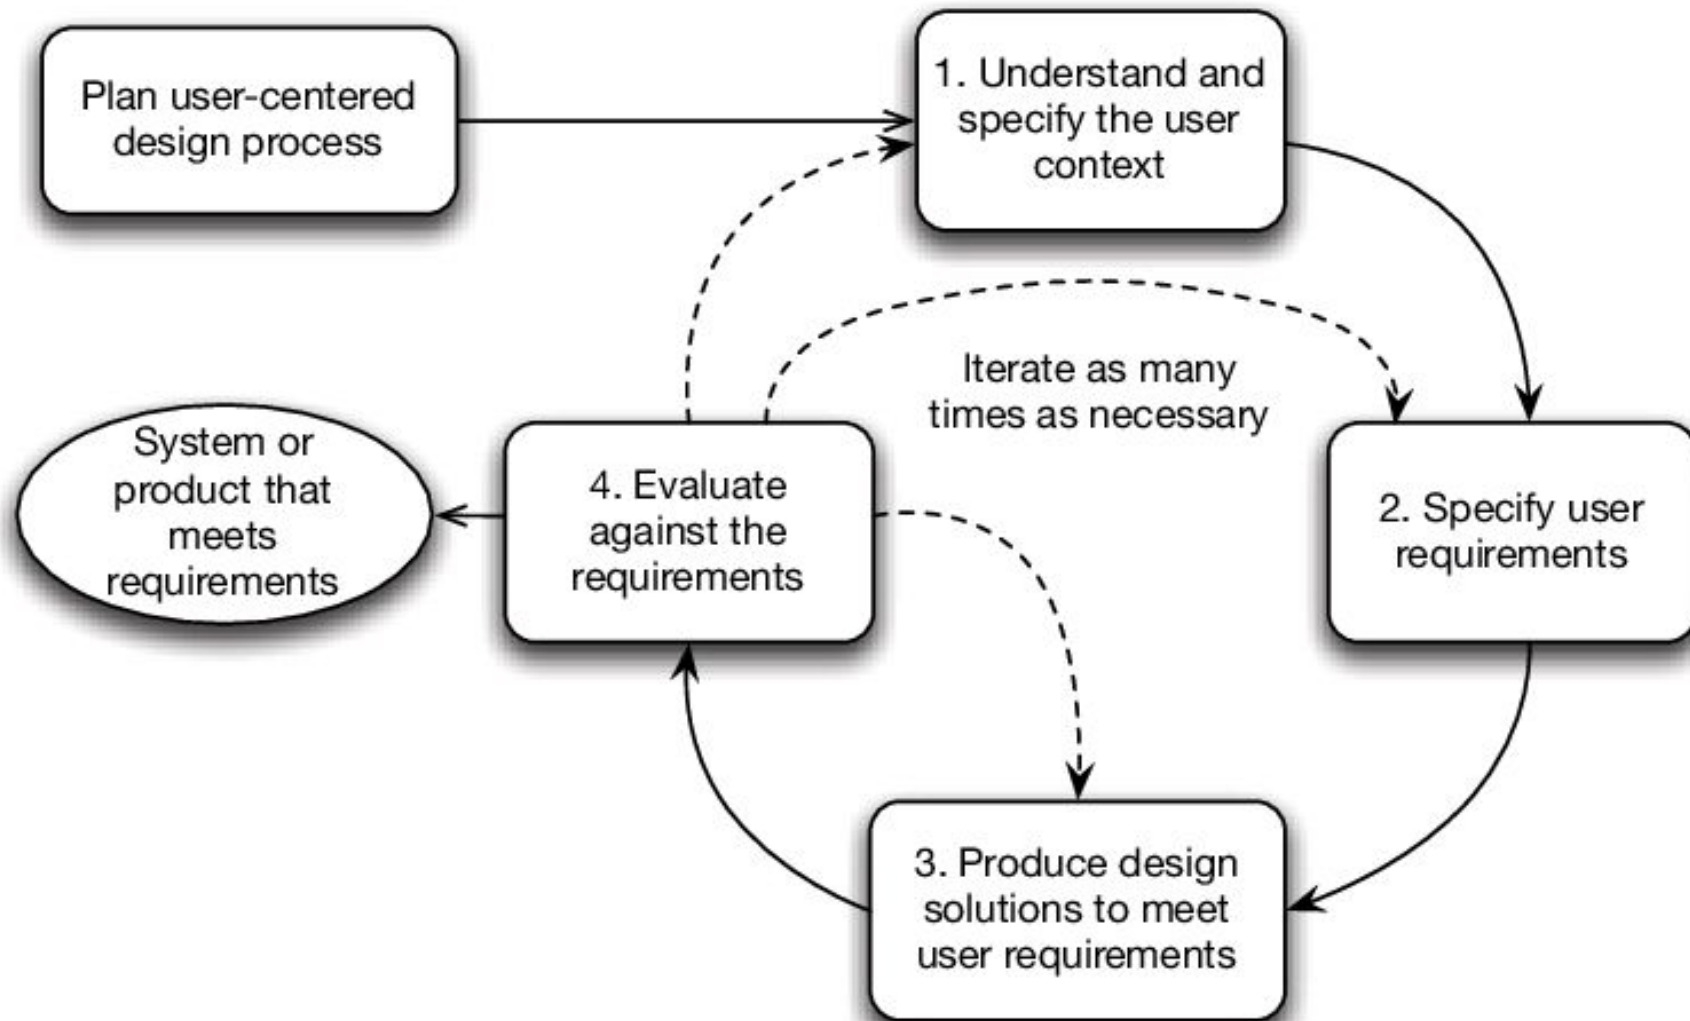 Plan user-centered
design process
1. Understand and
specify the user
context
Iterate as many
times as necessary
System or
product that
meets
requirements
4. Evaluate
against the
requirements
2. Specify user
requirements
3. Produce design
solutions to meet
user requirements